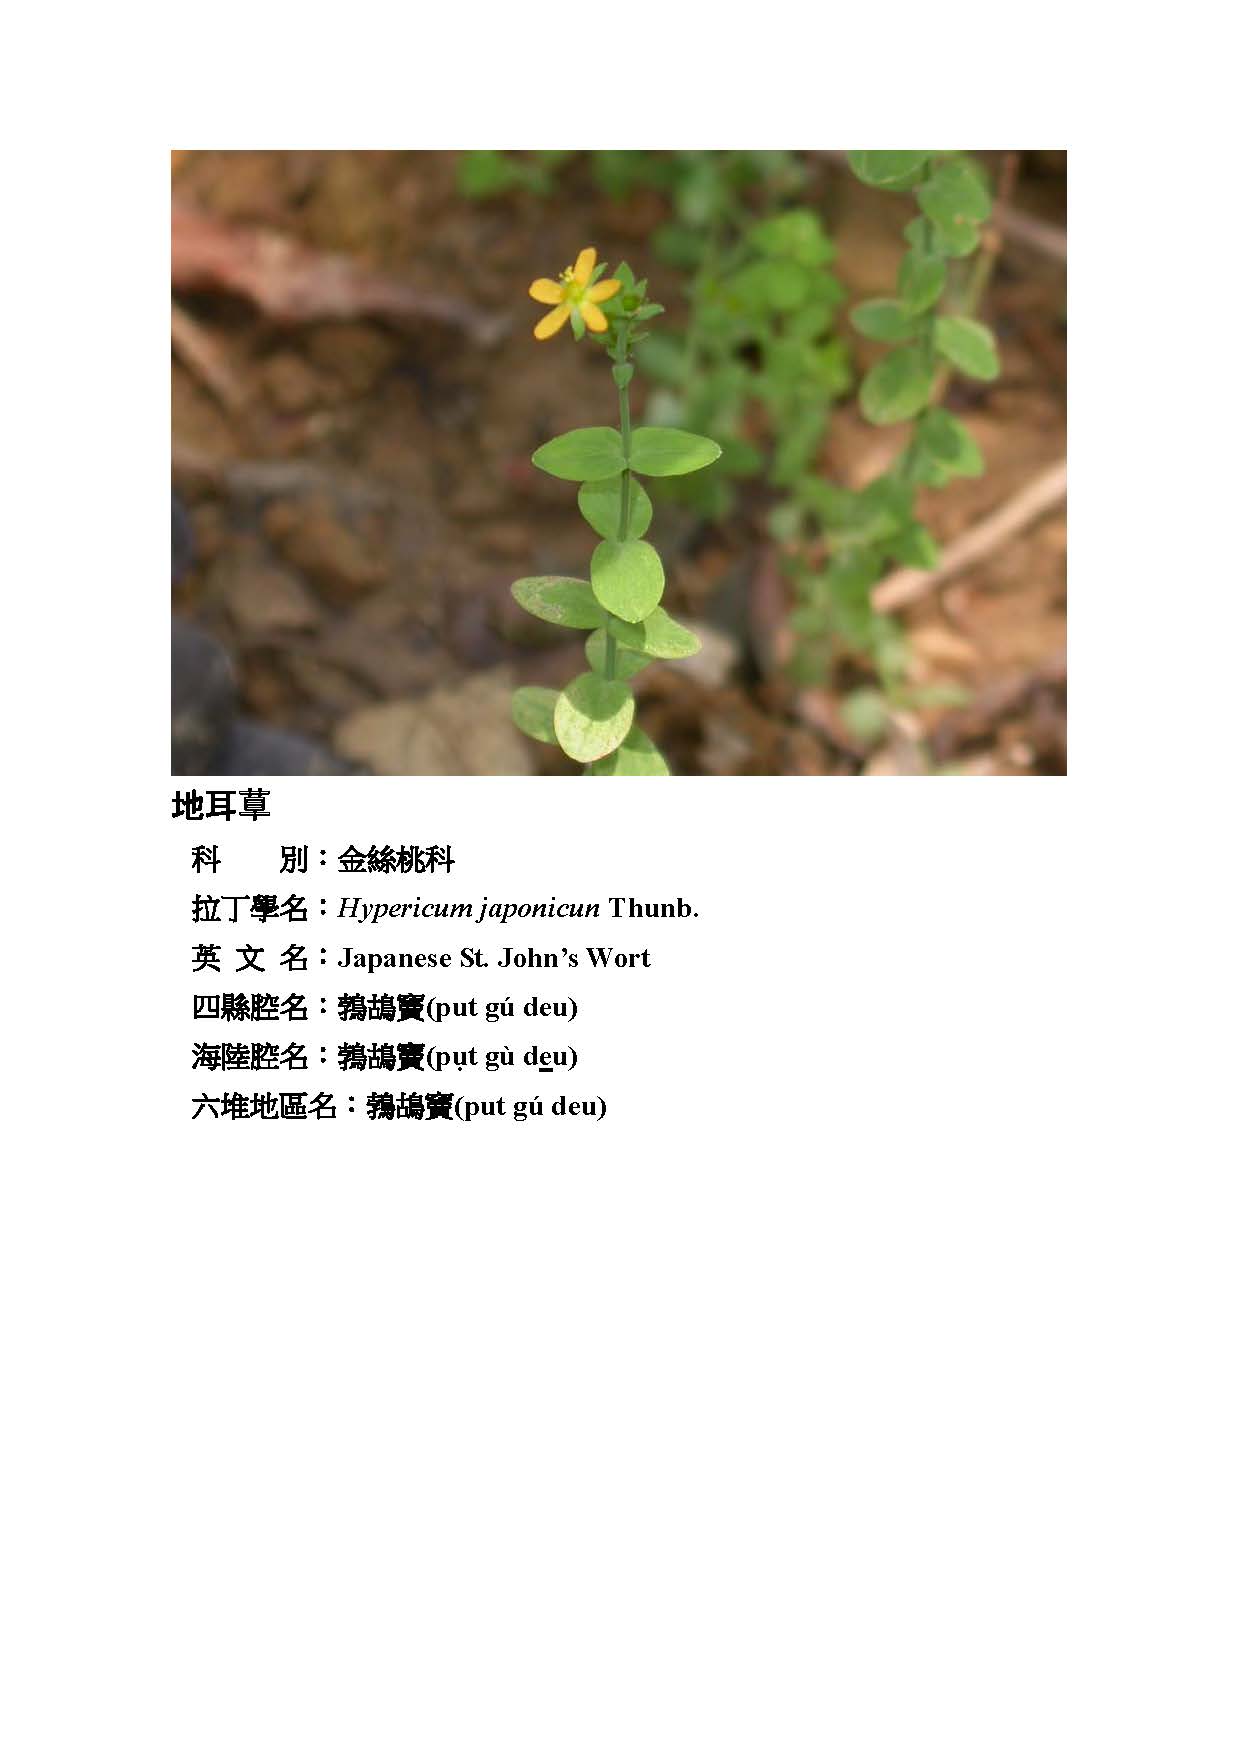 地耳草
科　　別：金絲桃科
拉丁學名：Hypericum japonicun Thunb.
英 文 名：Japanese St. John’s Wort
四縣腔名：鵓鴣竇(put gú deu)
海陸腔名：鵓鴣竇(pụt gù de̲u)
六堆地區名：鵓鴣竇(put gú deu)